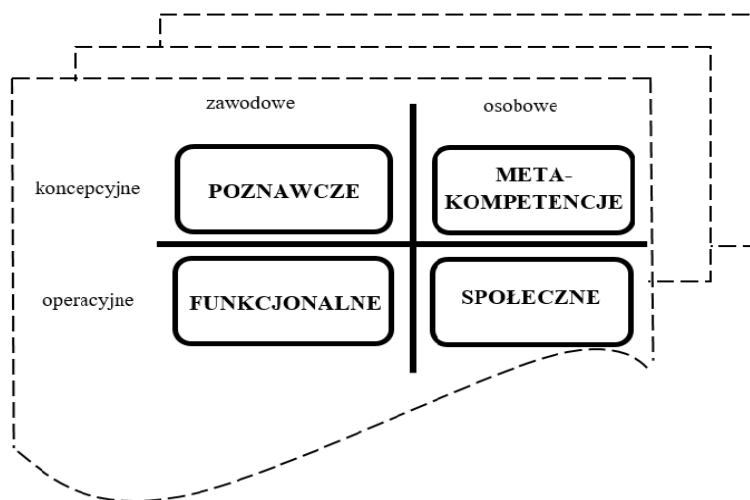 zawodowe osobowe
koncepcyjne
POZNAWCZE
META-
KOMPETENCJE
operacyjne
FUNKCJONALNE
SPOŁECZNE